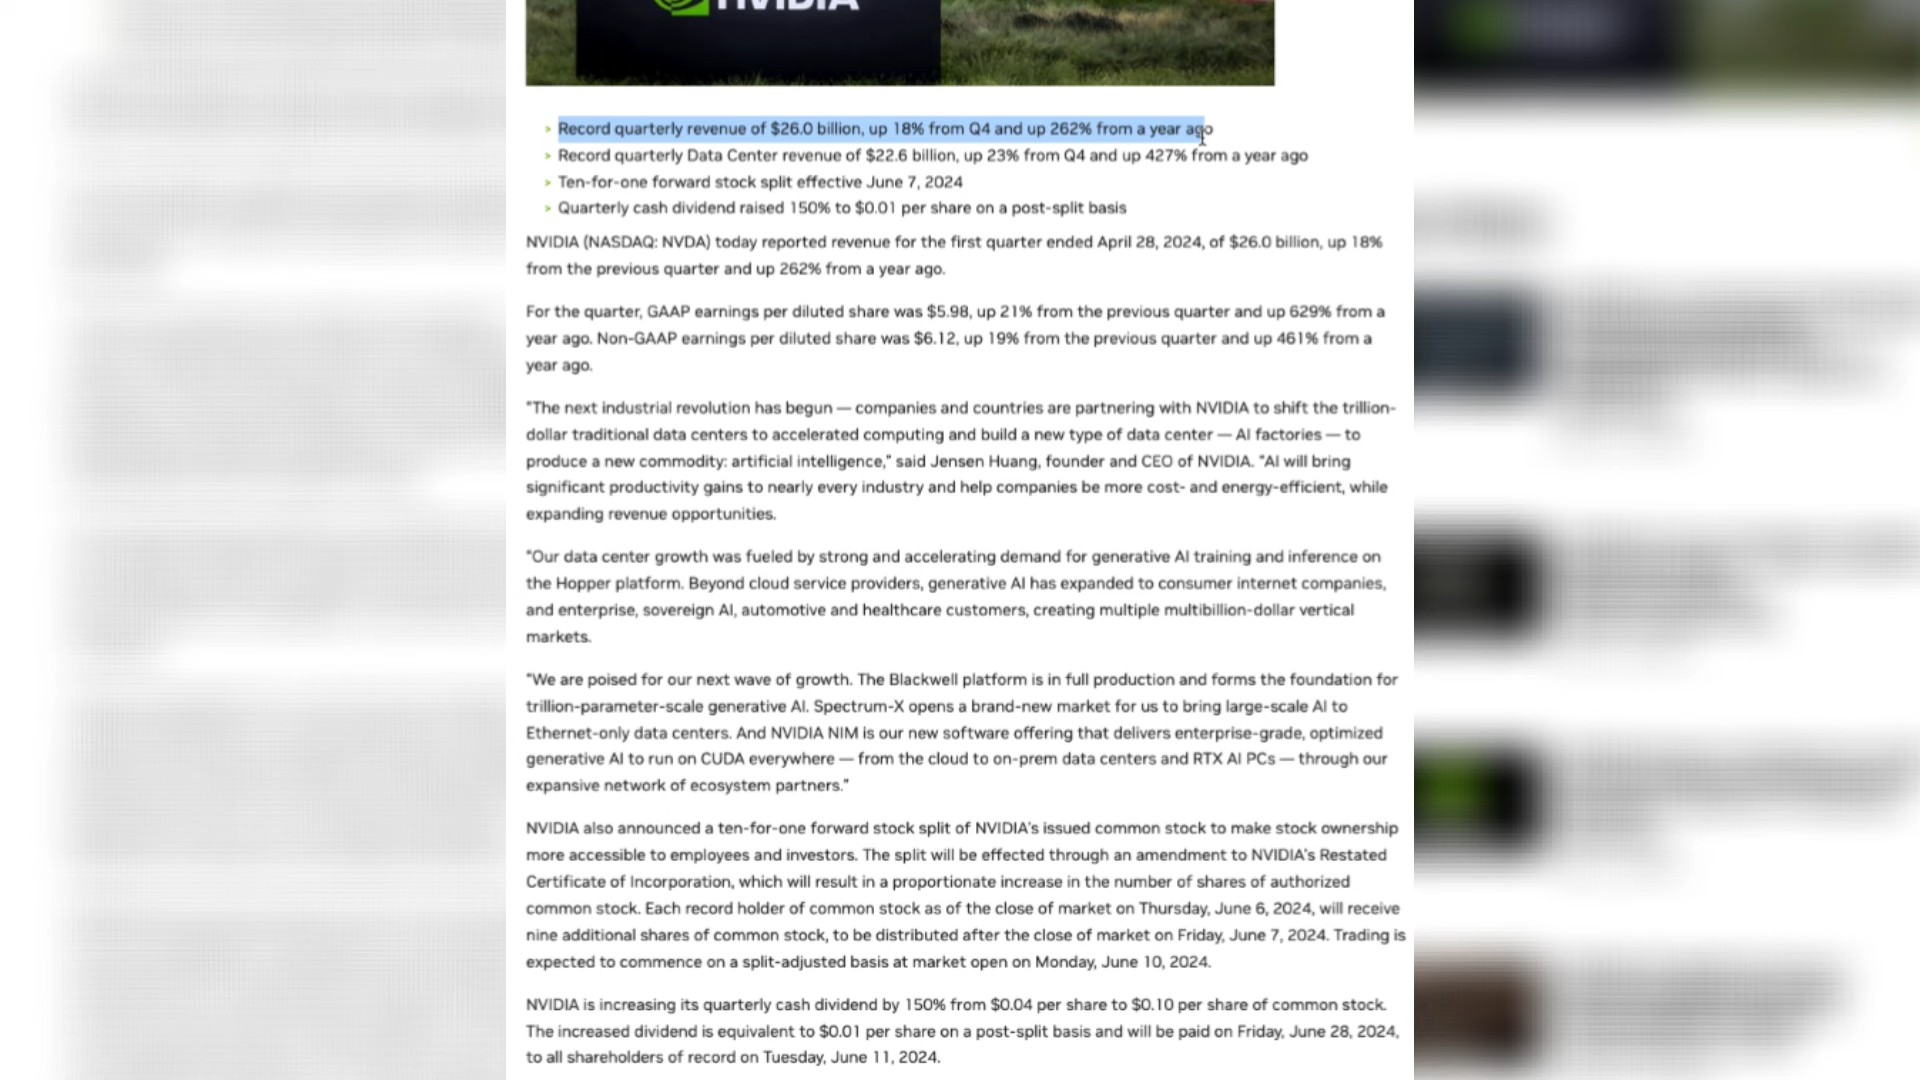 NVIDIA
> Record quarterly revenue of $26.0 billion, up 18% from Q4 and up 262% from a year ago
> Record quarterly Data Center revenue of $22.6 billion, up 23% from Q4 and up 427% from a year ago
> Ten-for-one forward stock split effective June 7, 2024
> Quarterly cash dividend raised 150% to $0.01 per share on a post-split basis
NVIDIA (NASDAQ: NVDA) today reported revenue for the first quarter ended April 28, 2024, of $26.0 billion, up 18%
from the previous quarter and up 262% from a year ago.
For the quarter, GAAP earnings per diluted share was $5.98, up 21% from the previous quarter and up 629% from a
year ago. Non-GAAP earnings per diluted share was $6.12, up 19% from the previous quarter and up 461% from a
year ago.
"The next industrial revolution has begun — companies and countries are partnering with NVIDIA to shift the trillion-
dollar traditional data centers to accelerated computing and build a new type of data center — AI factories — to
produce a new commodity: artificial intelligence," said Jensen Huang, founder and CEO of NVIDIA. "AI will bring
significant productivity gains to nearly every industry and help companies be more cost- and energy-efficient, while
expanding revenue opportunities.
"Our data center growth was fueled by strong and accelerating demand for generative AI training and inference on
the Hopper platform. Beyond cloud service providers, generative AI has expanded to consumer internet companies,
and enterprise, sovereign AI, automotive and healthcare customers, creating multiple multibillion-dollar vertical
markets.
"We are poised for our next wave of growth. The Blackwell platform is in full production and forms the foundation for
trillion-parameter-scale generative AI. Spectrum-X opens a brand-new market for us to bring large-scale AI to
Ethernet-only data centers. And NVIDIA NIM is our new software offering that delivers enterprise-grade, optimized
generative AI to run on CUDA everywhere — from the cloud to on-prem data centers and RTX AI PCs — through our
expansive network of ecosystem partners."
NVIDIA also announced a ten-for-one forward stock split of NVIDIA's issued common stock to make stock ownership
more accessible to employees and investors. The split will be effected through an amendment to NVIDIA's Restated
Certificate of Incorporation, which will result in a proportionate increase in the number of shares of authorized
common stock. Each record holder of common stock as of the close of market on Thursday, June 6, 2024, will receive
nine additional shares of common stock, to be distributed after the close of market on Friday, June 7, 2024. Trading is
expected to commence on a split-adjusted basis at market open on Monday, June 10, 2024.
NVIDIA is increasing its quarterly cash dividend by 150% from $0.04 per share to $0.10 per share of common stock.
The increased dividend is equivalent to $0.01 per share on a post-split basis and will be paid on Friday, June 28, 2024,
to all shareholders of record on Tuesday, June 11, 2024.